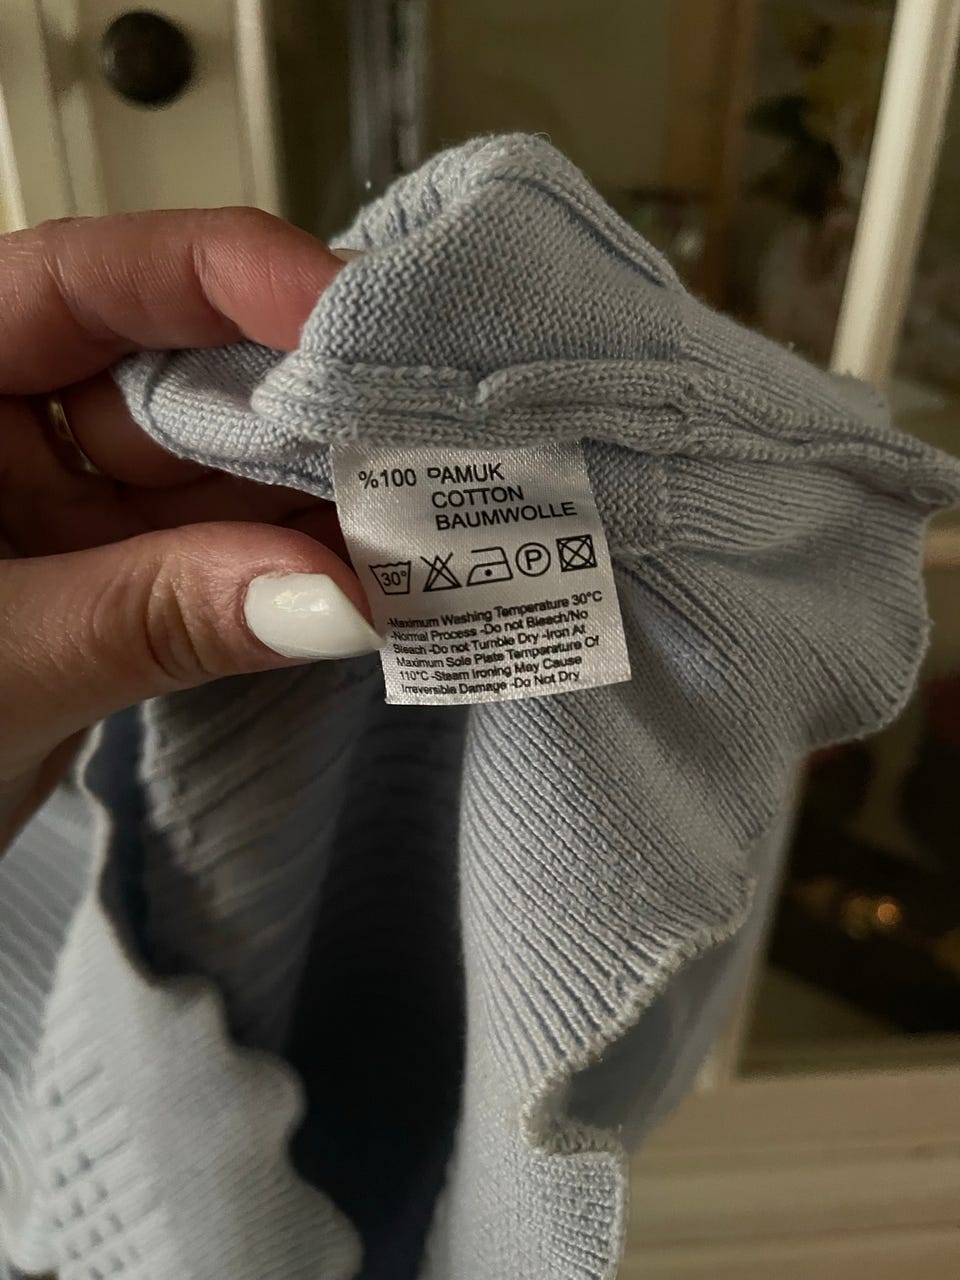 %100 PAMUK
COTTON
BAUMWOLLE
30° P
-Maximum Washing Temperature 30°C
-Normal Process -Do not Bleach/No
Bleach -Do not Tumble Dry -Iron At
Maximum Sole Plate Temperature Of
110°C -Steam Ironing May Cause
Irreversible Damage -Do Not Dry